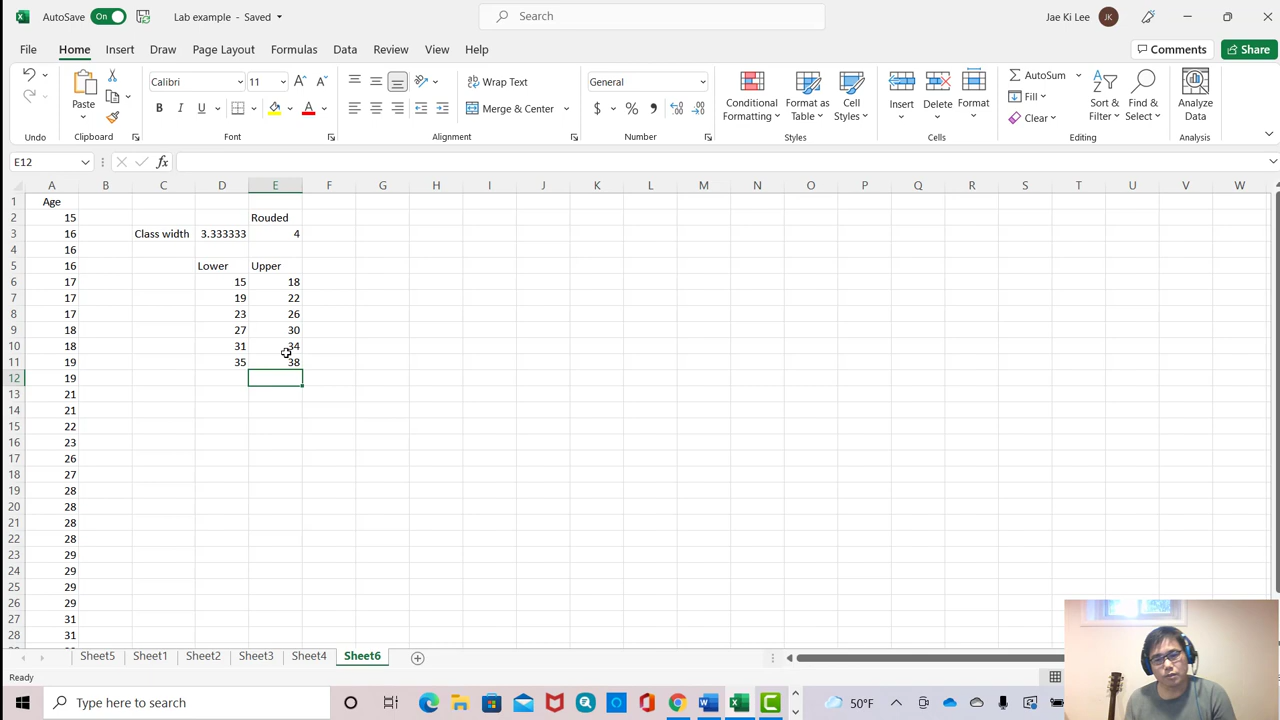 AutoSave On Lab example - Saved Search Jae Ki Lee JK
File Home Insert Draw Page Layout Formulas Data Review View Help Comments Share
Calibri 11 Wrap Text General AutoSum
Paste B I U A Merge & Center $ % Conditional Formatting Format as Table Cell Styles Insert Delete Format Fill Clear Sort & Filter Find & Select Analyze Data
Undo Clipboard Font Alignment Number Styles Cells Editing Analysis
E12 fx
A B C D E F G H I J K L M N O P Q R S T U V W
1 Age
2 15 Rouded
3 16 Class width 3.333333 4
4 16
5 16 Lower Upper
6 17 15 18
7 17 19 22
8 17 23 26
9 18 27 30
10 18 31 34
11 19 35 38
12 19
13 21
14 21
15 22
16 23
17 26
18 27
19 28
20 28
21 28
22 28
23 29
24 29
25 29
26 29
27 31
28 31
Sheet5 Sheet1 Sheet2 Sheet3 Sheet4 Sheet6
Ready
Type here to search 50°F